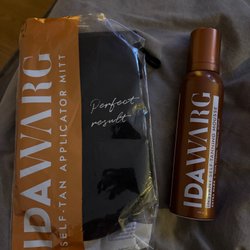 IDAWARG
SELF-TAN APPLICATOR MITT
Perfect
result
IDAWARG